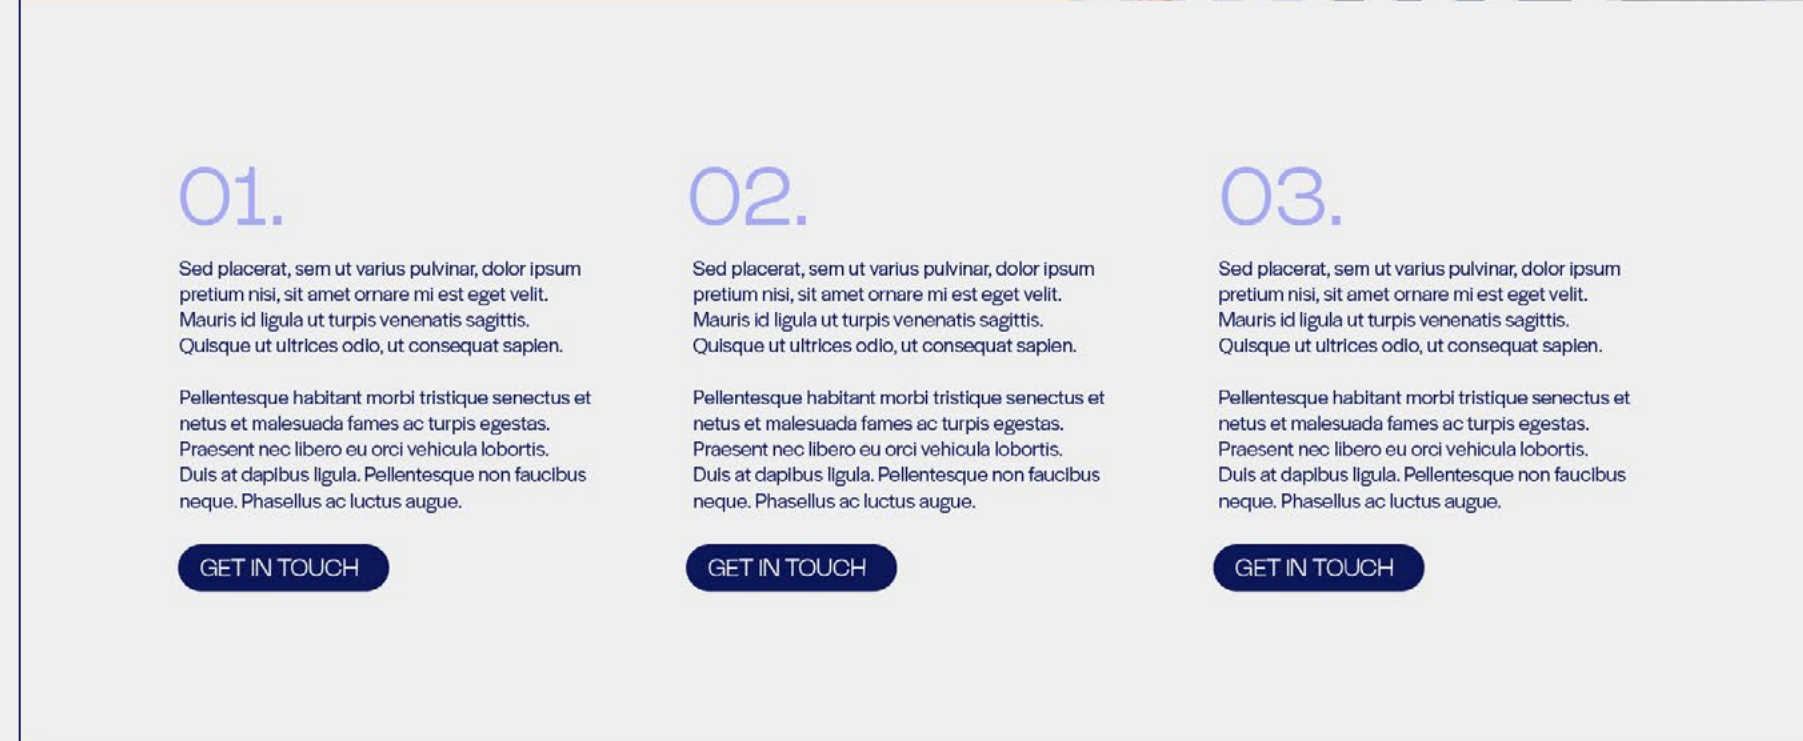 01.
Sed placerat, sem ut varius pulvinar, dolor ipsum
pretium nisi, sit amet ornare mi est eget velit.
Mauris id ligula ut turpis venenatis sagittis.
Quisque ut ultrices odio, ut consequat sapien.
Pellentesque habitant morbi tristique senectus et
netus et malesuada fames ac turpis egestas.
Praesent nec libero eu orci vehicula lobortis.
Duis at dapibus ligula. Pellentesque non faucibus
neque. Phasellus ac luctus augue.
GET IN TOUCH
02.
Sed placerat, sem ut varius pulvinar, dolor ipsum
pretium nisi, sit amet ornare mi est eget velit.
Mauris id ligula ut turpis venenatis sagittis.
Quisque ut ultrices odio, ut consequat sapien.
Pellentesque habitant morbi tristique senectus et
netus et malesuada fames ac turpis egestas.
Praesent nec libero eu orci vehicula lobortis.
Duis at dapibus ligula. Pellentesque non faucibus
neque. Phasellus ac luctus augue.
GET IN TOUCH
03.
Sed placerat, sem ut varius pulvinar, dolor ipsum
pretium nisi, sit amet ornare mi est eget velit.
Mauris id ligula ut turpis venenatis sagittis.
Quisque ut ultrices odio, ut consequat sapien.
Pellentesque habitant morbi tristique senectus et
netus et malesuada fames ac turpis egestas.
Praesent nec libero eu orci vehicula lobortis.
Duis at dapibus ligula. Pellentesque non faucibus
neque. Phasellus ac luctus augue.
GET IN TOUCH